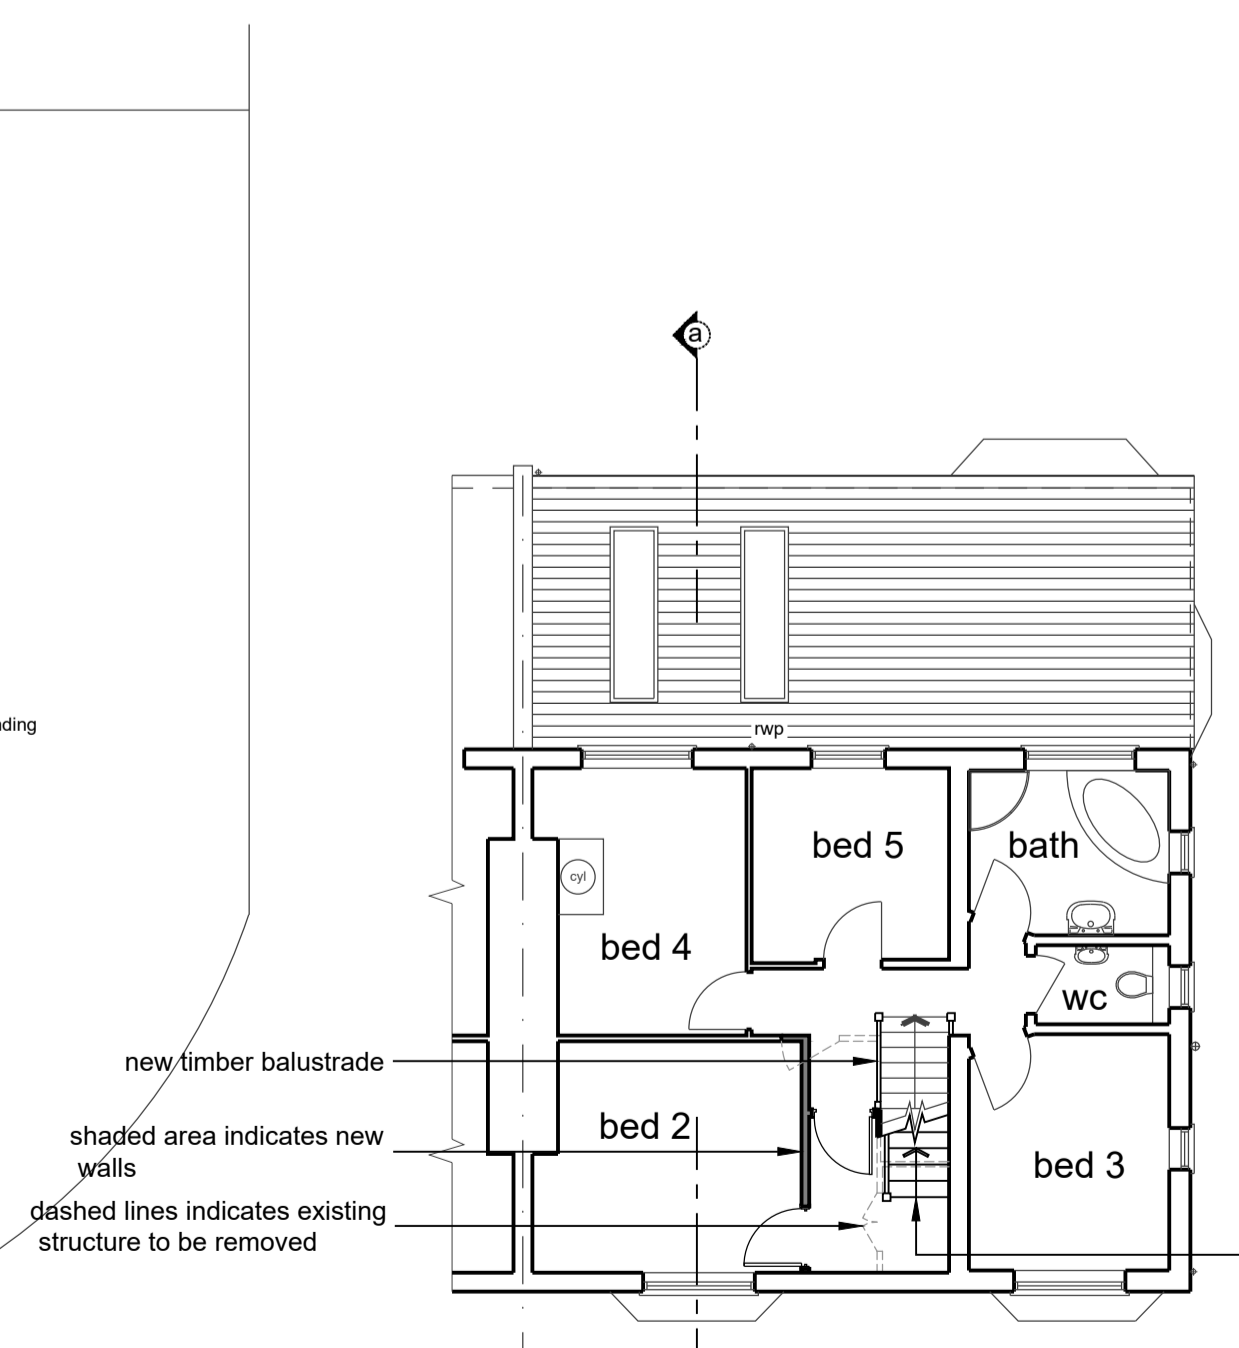 a
rwp
bed 5
bath
cyl
bed 4
wc
new timber balustrade
bed 2
shaded area indicates new
walls
bed 3
dashed lines indicates existing
structure to be removed